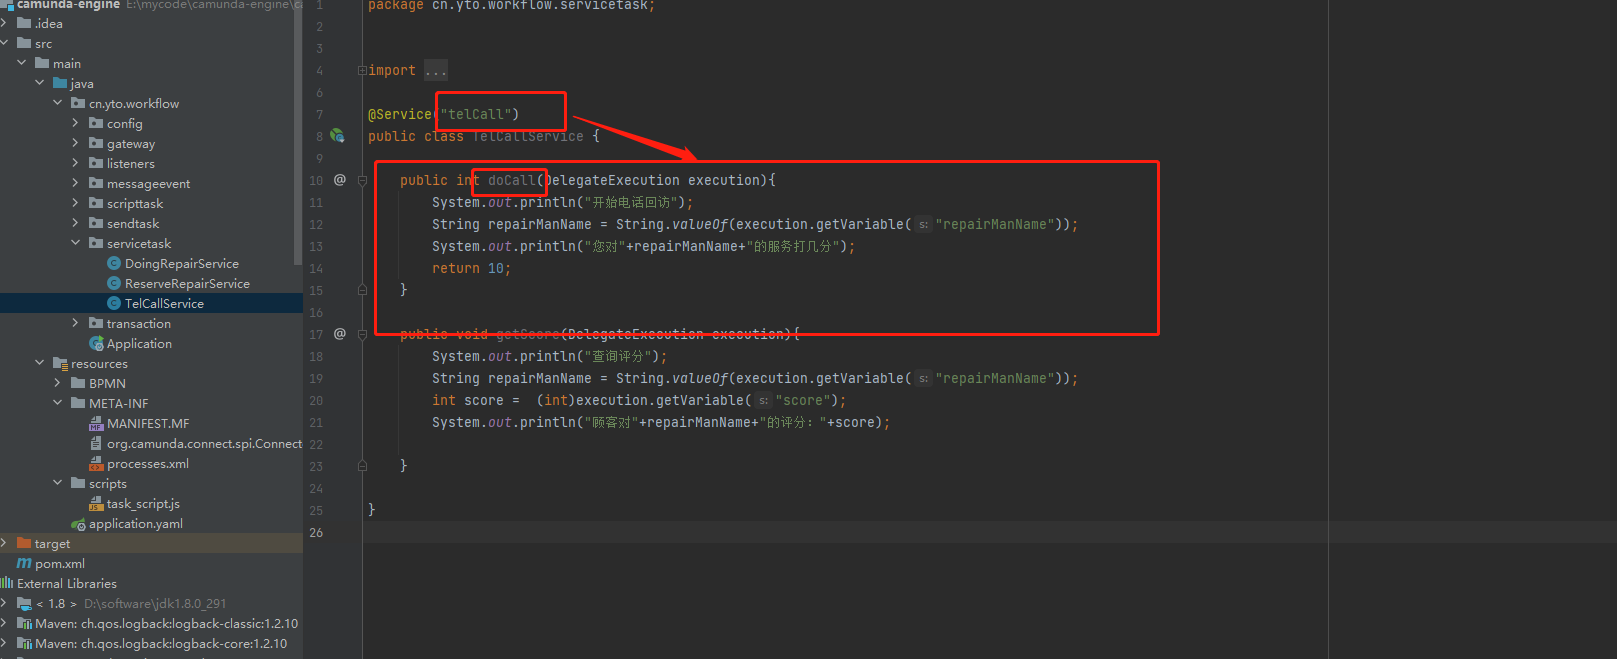 camunda-engine E:\mycode\camunda-engine\ca
.idea
src
main
java
cn.yto.workflow
config
gateway
listeners
messageevent
scripttask
sendtask
servicetask
DoingRepairService
ReserveRepairService
TelCallService
transaction
Application
resources
BPMN
META-INF
MANIFEST.MF
org.camunda.connect.spi.Connect
processes.xml
scripts
task_script.js
application.yaml
target
pom.xml
External Libraries
< 1.8 > D:\software\jdk1.8.0_291
Maven: ch.qos.logback:logback-classic:1.2.10
Maven: ch.qos.logback:logback-core:1.2.10
1 package cn.yto.workflow.servicetask;
2
3
4 import ...
6
7 @Service("telCall")
8 public class TelCallService {
9
10 @ public int doCall(DelegateExecution execution){
11 System.out.println("开始电话回访");
12 String repairManName = String.valueOf(execution.getVariable( s: "repairManName"));
13 System.out.println("您对"+repairManName+"的服务打几分");
14 return 10;
15 }
16
17 @ public void getScore(DelegateExecution execution){
18 System.out.println("查询评分");
19 String repairManName = String.valueOf(execution.getVariable( s: "repairManName"));
20 int score = (int)execution.getVariable( s: "score");
21 System.out.println("顾客对"+repairManName+"的评分："+score);
22
23 }
24
25 }
26